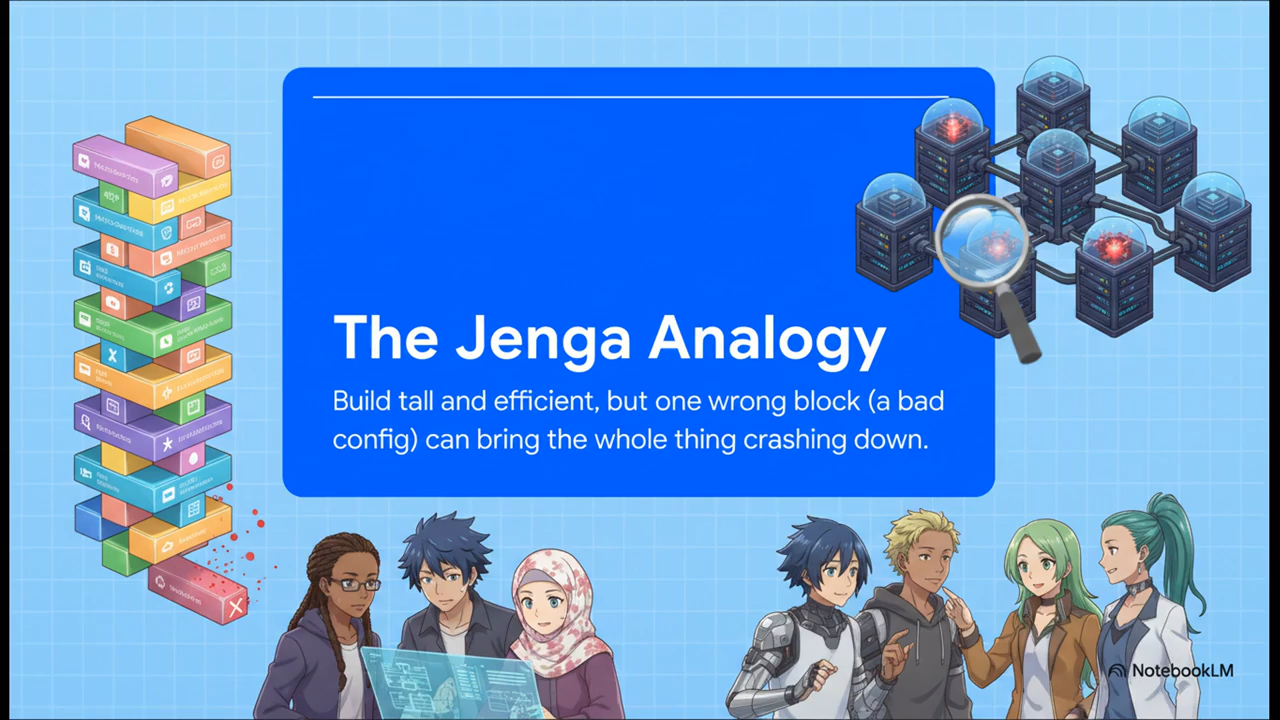 The Jenga Analogy
Build tall and efficient, but one wrong block (a bad
config) can bring the whole thing crashing down.
NotebookLM